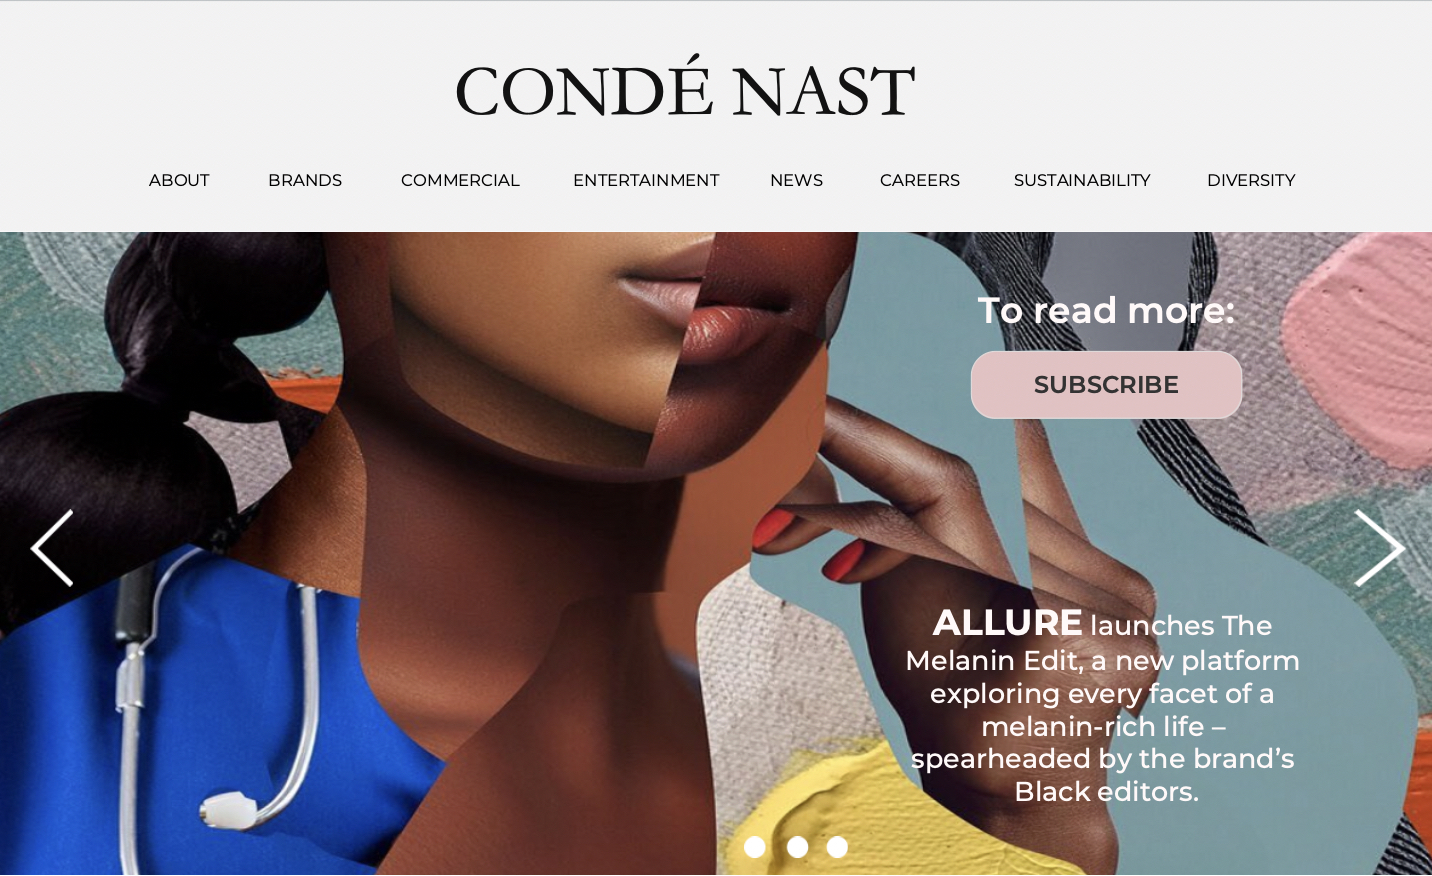 CONDÉ NAST
ABOUT BRANDS COMMERCIAL ENTERTAINMENT NEWS CAREERS SUSTAINABILITY DIVERSITY
To read more:
SUBSCRIBE
ALLURE launches The
Melanin Edit, a new platform
exploring every facet of a
melanin-rich life –
spearheaded by the brand’s
Black editors.